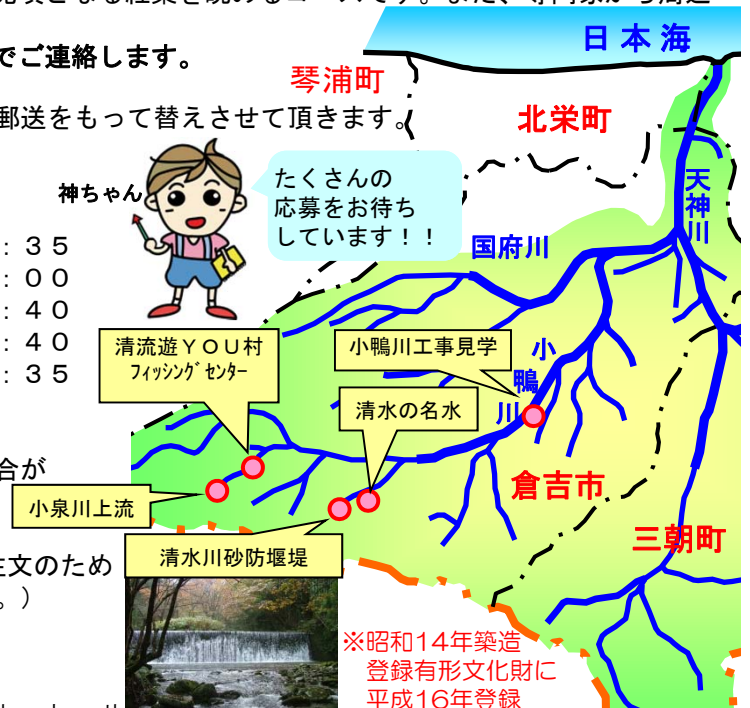 でご連絡します。
郵送をもって替えさせて頂きます。
日本海
琴浦町
北栄町
神ちゃん
たくさんの
応募をお待ち
しています！！
天神川
国府川
：３５
：００
：４０
：４０
：３５
清流遊ＹＯＵ村
ﾌｨｯｼﾝｸﾞｾﾝﾀｰ
小鴨川工事見学
小鴨川
清水の名水
合が
小泉川上流
倉吉市
三朝町
清水川砂防堰堤
注文のため
。）
※昭和14年築造
登録有形文化財に
平成16年登録